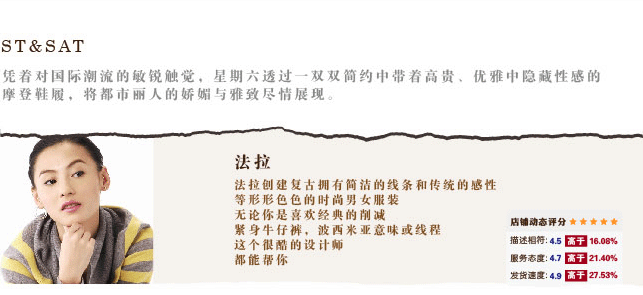 ST&SAT
凭着对国际潮流的敏锐触觉，星期六透过一双双简约中带着高贵、优雅中隐藏性感的
摩登鞋履，将都市丽人的娇媚与雅致尽情展现。
法拉
法拉创建复古拥有简洁的线条和传统的感性
等形形色色的时尚男女服装
无论你是喜欢经典的削减
紧身牛仔裤，波西米亚意味或线程
这个很酷的设计师
都能帮你
店铺动态评分
描述相符: 4.5 高于 16.08%
服务态度: 4.7 高于 21.40%
发货速度: 4.9 高于 27.53%